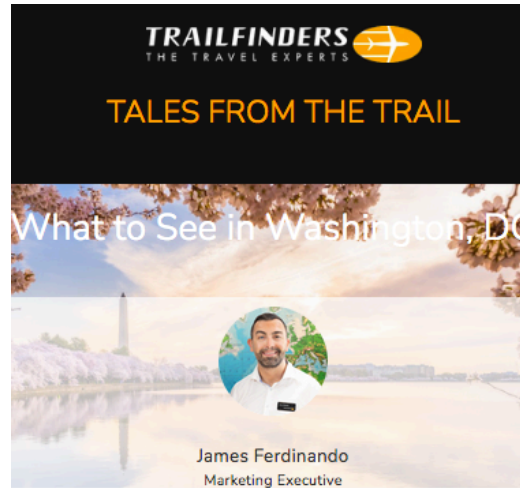 TRAILFINDERS
THE TRAVEL EXPERTS
TALES FROM THE TRAIL
What to See in Washington, DC
James Ferdinando
Marketing Executive